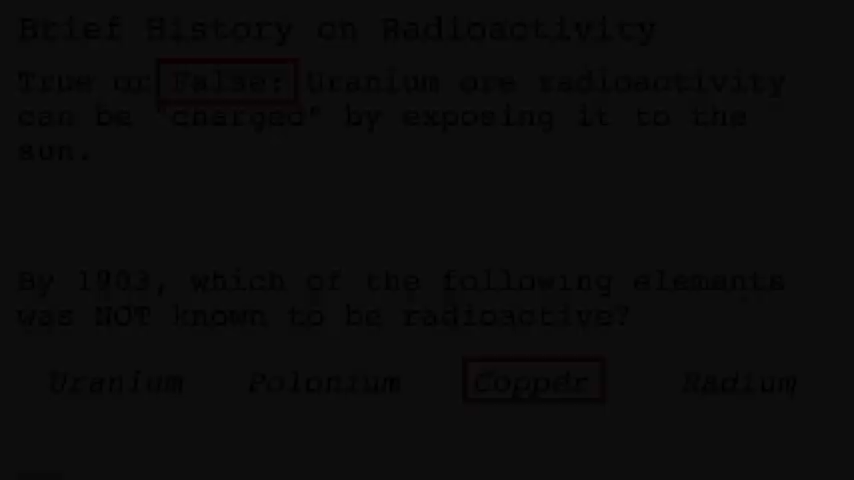 Brief History on Radioactivity
True or False: Uranium ore radioactivity
can be "charged" by exposing it to the
sun.
By 1903, which of the following elements
was NOT known to be radioactive?
Uranium Polonium Copper Radium